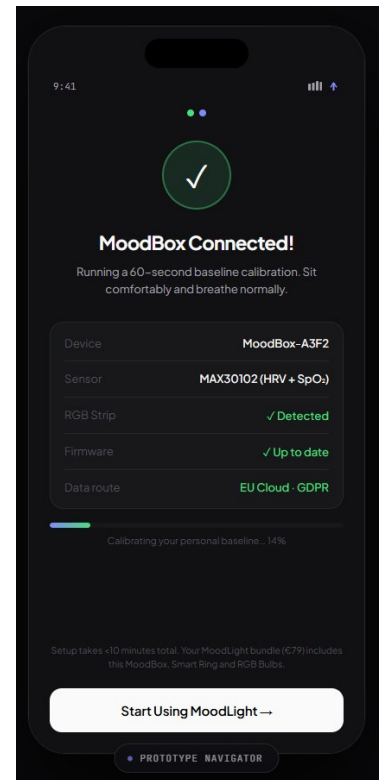 9:41
✓
MoodBox Connected!
Running a 60-second baseline calibration. Sit
comfortably and breathe normally.
Device MoodBox-A3F2
Sensor MAX30102 (HRV + SpO₂)
RGB Strip ✓ Detected
Firmware ✓ Up to date
Data route EU Cloud · GDPR
Calibrating your personal baseline... 14%
Setup takes <10 minutes total. Your MoodLight bundle (€79) includes
this MoodBox, Smart Ring and RGB Bulbs.
Start Using MoodLight →
PROTOTYPE NAVIGATOR